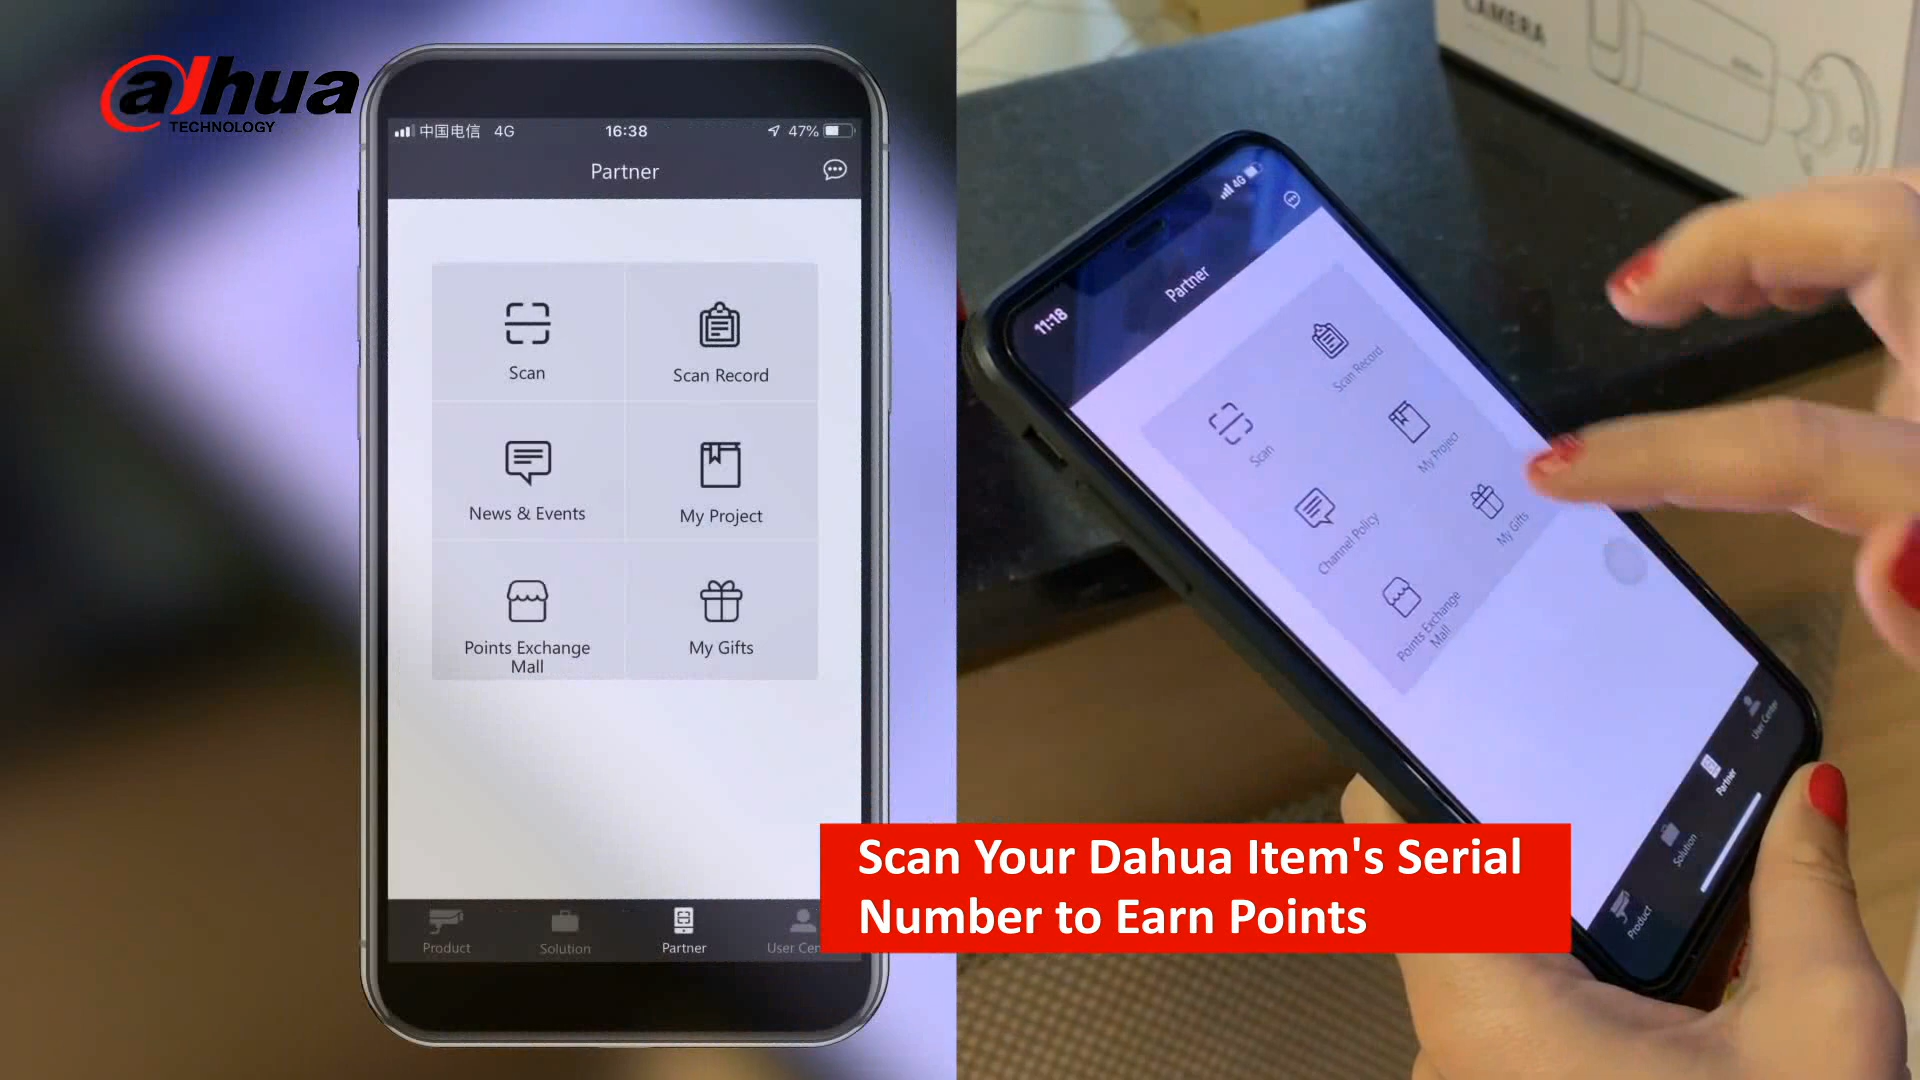 alhua
TECHNOLOGY
中国电信 4G 16:38 47%
Partner
Scan
Scan Record
News & Events
My Project
Points Exchange
Mall
My Gifts
Product
Solution
Partner
User Cen
CAMERA
4G
11:18
Partner
Scan Record
Scan
My Project
My Gifts
Channel Policy
Points Exchange
Mall
User Center
Partner
Solution
Product
Scan Your Dahua Item's Serial
Number to Earn Points